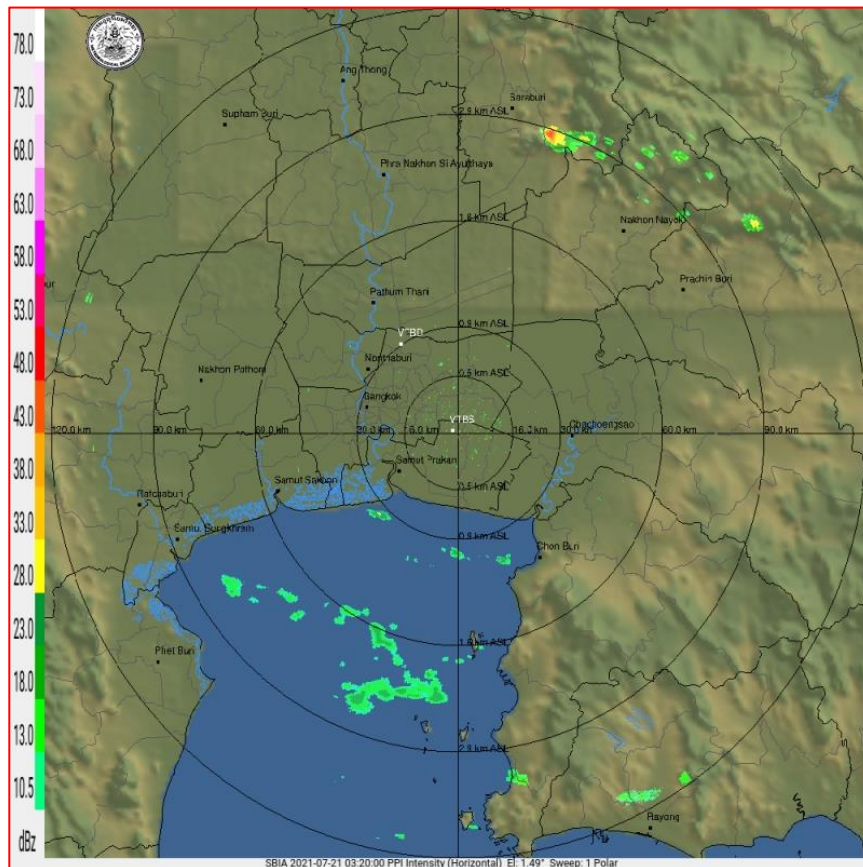 78.0
73.0
68.0
63.0
58.0
53.0
48.0
43.0
38.0
33.0
28.0
23.0
18.0
13.0
10.5
dBz
Ang Thong
Saraburi
Suphan Buri
Phra Nakhon Si Ayutthaya
Nakhon Nayok
Prachin Buri
Pathum Thani
VTBD
Nonthaburi
Nakhon Pathom
Bangkok
VTBS
Chachoengsao
120.0 km
90.0 km
60.0 km
30.0 km
16.0 km
30.0 km
60.0 km
90.0 km
Samut Prakan
Samut Sakhon
Ratchaburi
Samut Songkhram
Chon Buri
Phet Buri
Rayong
SBIA 2021-07-21 03:20:00 PPI Intensity (Horizontal) El: 1.49° Sweep: 1 Polar